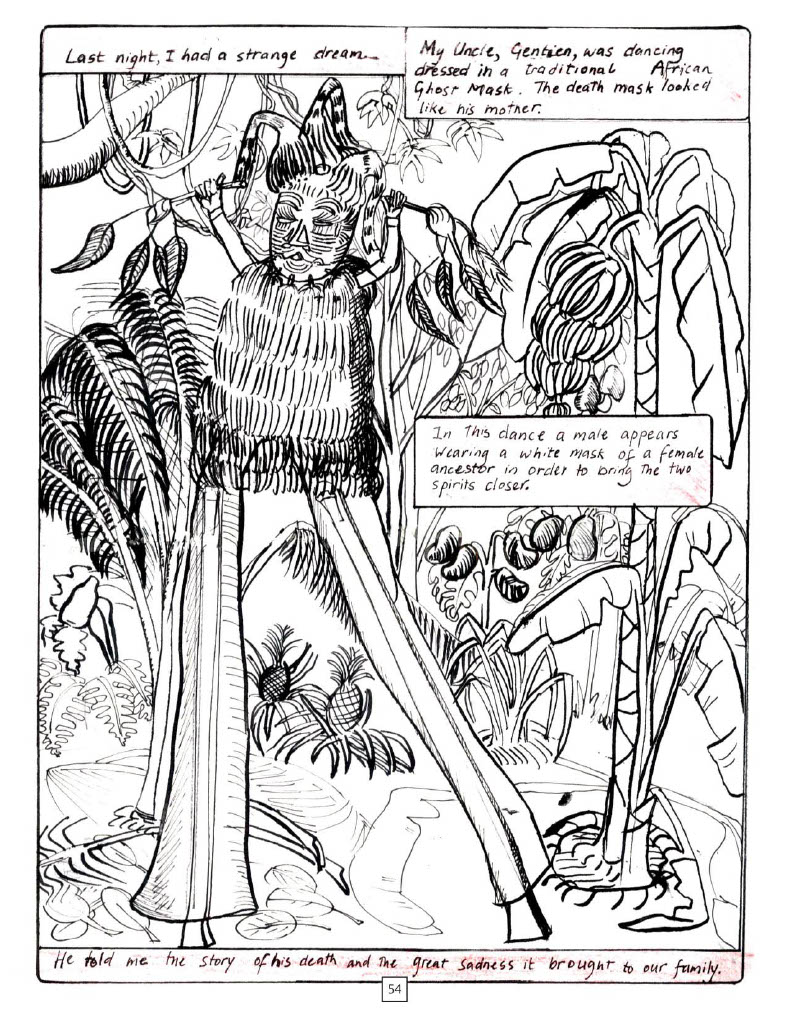 Last night, I had a strange dream
My Uncle, Gentien, was dancing
dressed in a traditional African
Ghost Mask. The death mask looked
like his mother.
In This dance a male appears
Wearing a white mask of a female
ancestor in order to bring The two
spirits closer.
He told me the story of his death and the great sadness it brought to our family.
54